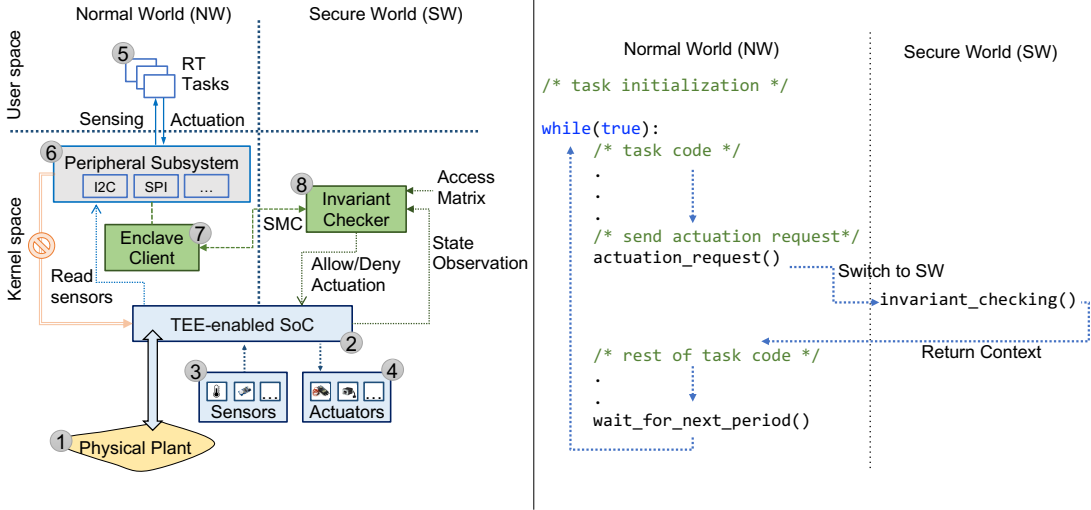 Normal World (NW)
Secure World (SW)
User space
5
RT
Tasks
Sensing
Actuation
Kernel space
6
Peripheral Subsystem
I2C
SPI
...
8
Invariant
Checker
Access
Matrix
7
Enclave
Client
SMC
State
Observation
Read
sensors
Allow/Deny
Actuation
TEE-enabled SoC
2
3
...
Sensors
4
...
Actuators
1
Physical Plant
Normal World (NW)
Secure World (SW)
/* task initialization */
while(true):
/* task code */
.
.
.
.
/* send actuation request*/
actuation_request()
Switch to SW
invariant_checking()
Return Context
/* rest of task code */
.
.
wait_for_next_period()